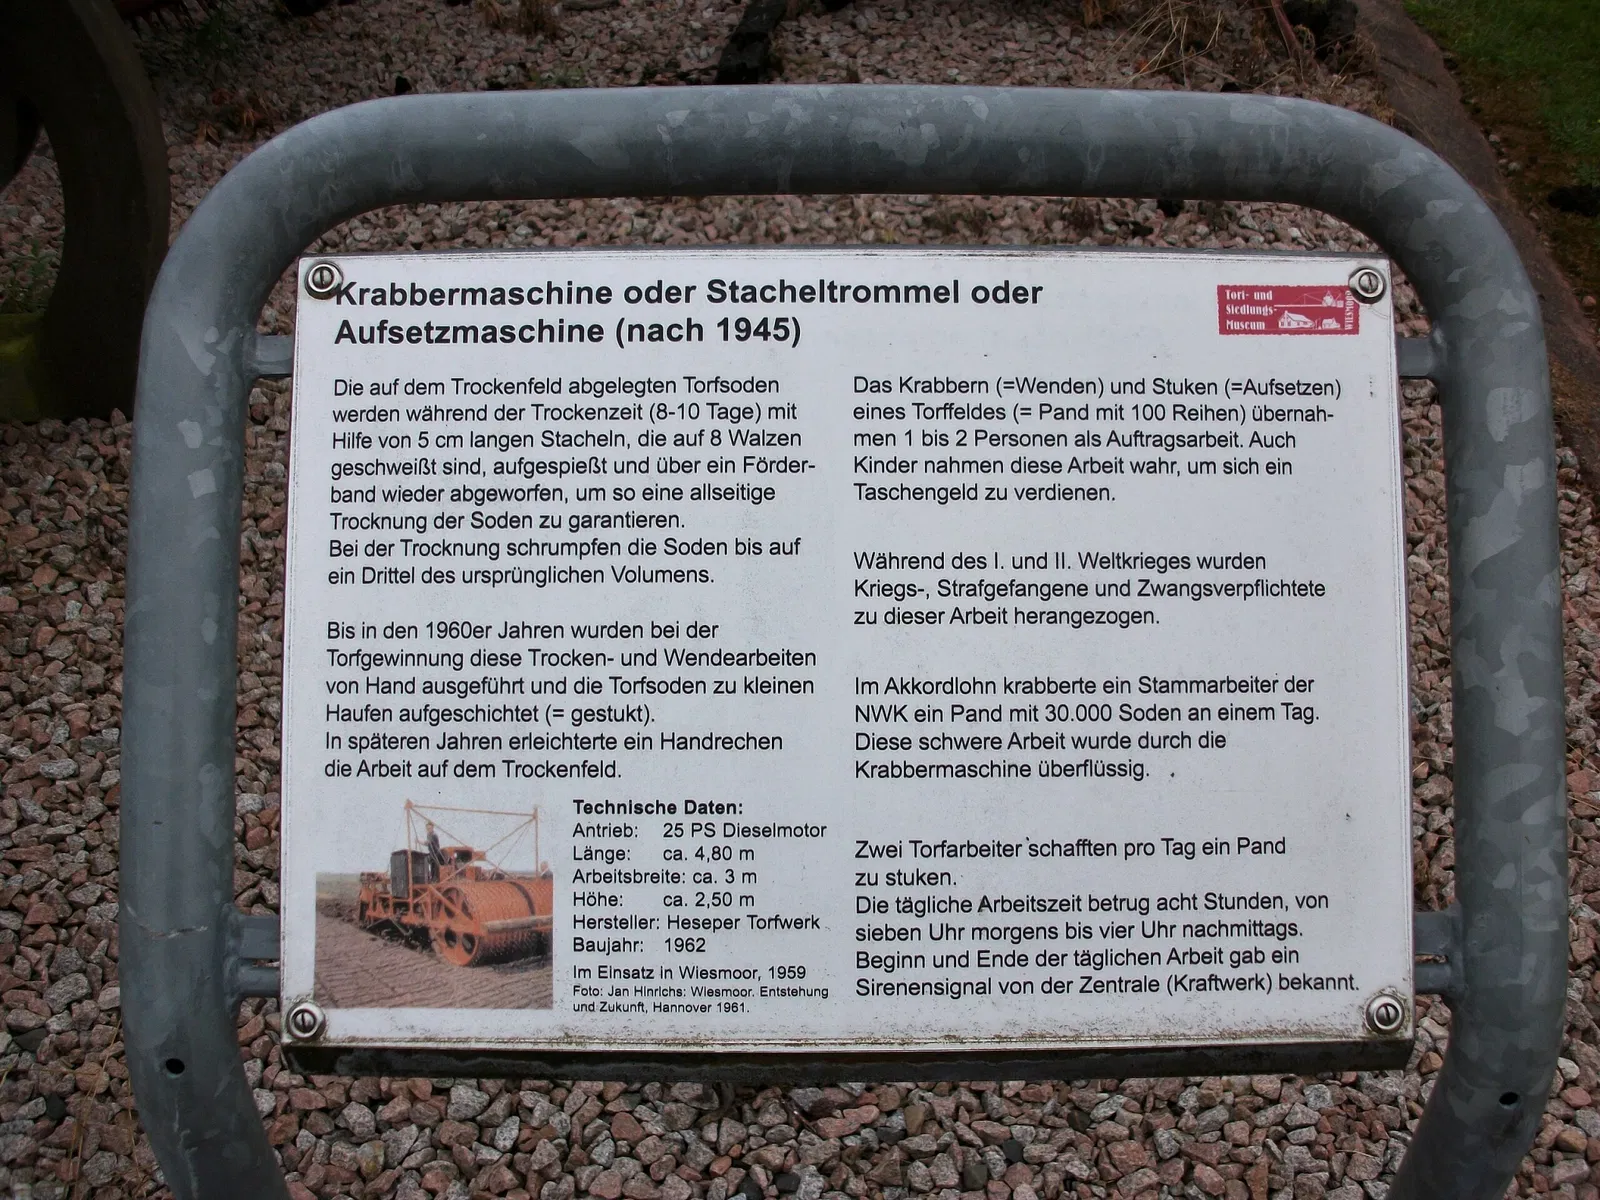 Krabbermaschine oder Stacheltrommel oder
Aufsetzmaschine (nach 1945)
Torf- und
Siedlungs-
Museum
WIESMOOR
Die auf dem Trockenfeld abgelegten Torfsoden
werden während der Trockenzeit (8-10 Tage) mit
Hilfe von 5 cm langen Stacheln, die auf 8 Walzen
geschweißt sind, aufgespießt und über ein Förder-
band wieder abgeworfen, um so eine allseitige
Trocknung der Soden zu garantieren.
Bei der Trocknung schrumpfen die Soden bis auf
ein Drittel des ursprünglichen Volumens.
Bis in den 1960er Jahren wurden bei der
Torfgewinnung diese Trocken- und Wendearbeiten
von Hand ausgeführt und die Torfsoden zu kleinen
Haufen aufgeschichtet (= gestukt).
In späteren Jahren erleichterte ein Handrechen
die Arbeit auf dem Trockenfeld.
Technische Daten:
Antrieb: 25 PS Dieselmotor
Länge: ca. 4,80 m
Arbeitsbreite: ca. 3 m
Höhe: ca. 2,50 m
Hersteller: Heseper Torfwerk
Baujahr: 1962
Im Einsatz in Wiesmoor, 1959
Foto: Jan Hinrichs: Wiesmoor. Entstehung
und Zukunft, Hannover 1961.
Das Krabbern (=Wenden) und Stuken (=Aufsetzen)
eines Torffeldes (= Pand mit 100 Reihen) übernah-
men 1 bis 2 Personen als Auftragsarbeit. Auch
Kinder nahmen diese Arbeit wahr, um sich ein
Taschengeld zu verdienen.
Während des I. und II. Weltkrieges wurden
Kriegs-, Strafgefangene und Zwangsverpflichtete
zu dieser Arbeit herangezogen.
Im Akkordlohn krabberte ein Stammarbeiter der
NWK ein Pand mit 30.000 Soden an einem Tag.
Diese schwere Arbeit wurde durch die
Krabbermaschine überflüssig.
Zwei Torfarbeiter schafften pro Tag ein Pand
zu stuken.
Die tägliche Arbeitszeit betrug acht Stunden, von
sieben Uhr morgens bis vier Uhr nachmittags.
Beginn und Ende der täglichen Arbeit gab ein
Sirenensignal von der Zentrale (Kraftwerk) bekannt.